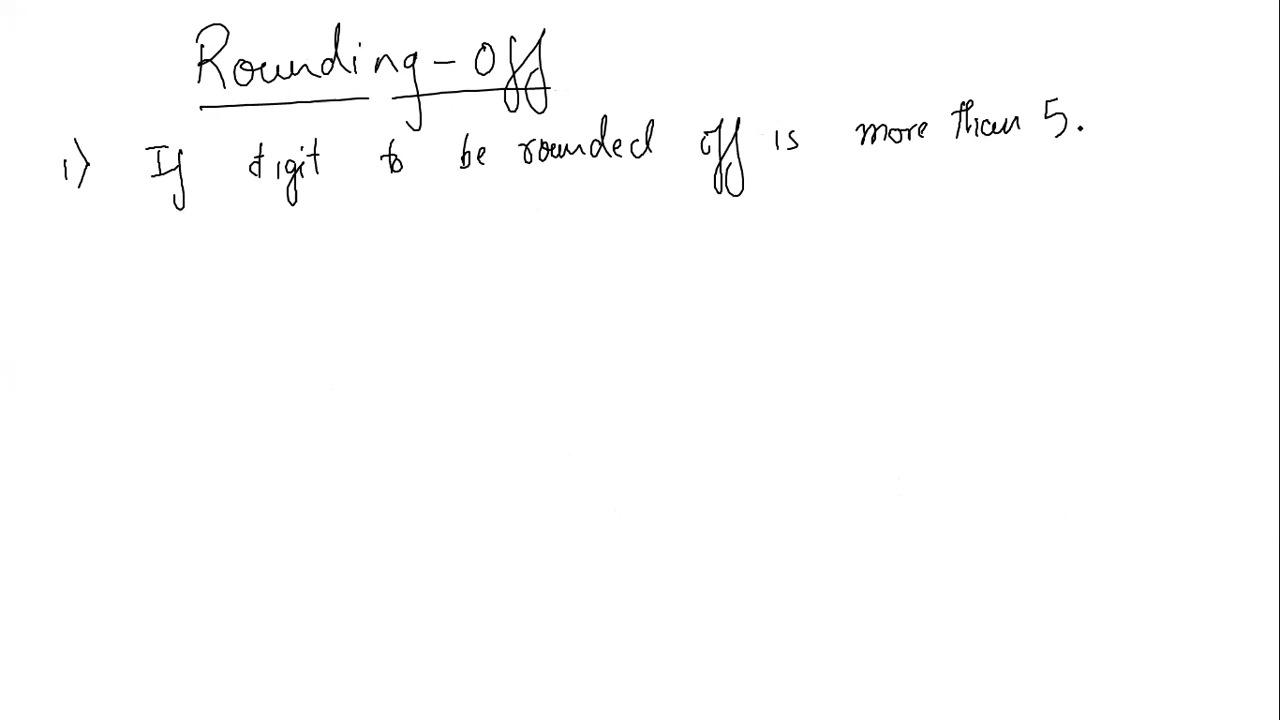 Rounding-Off
1) If digit to be rounded off is more than 5.